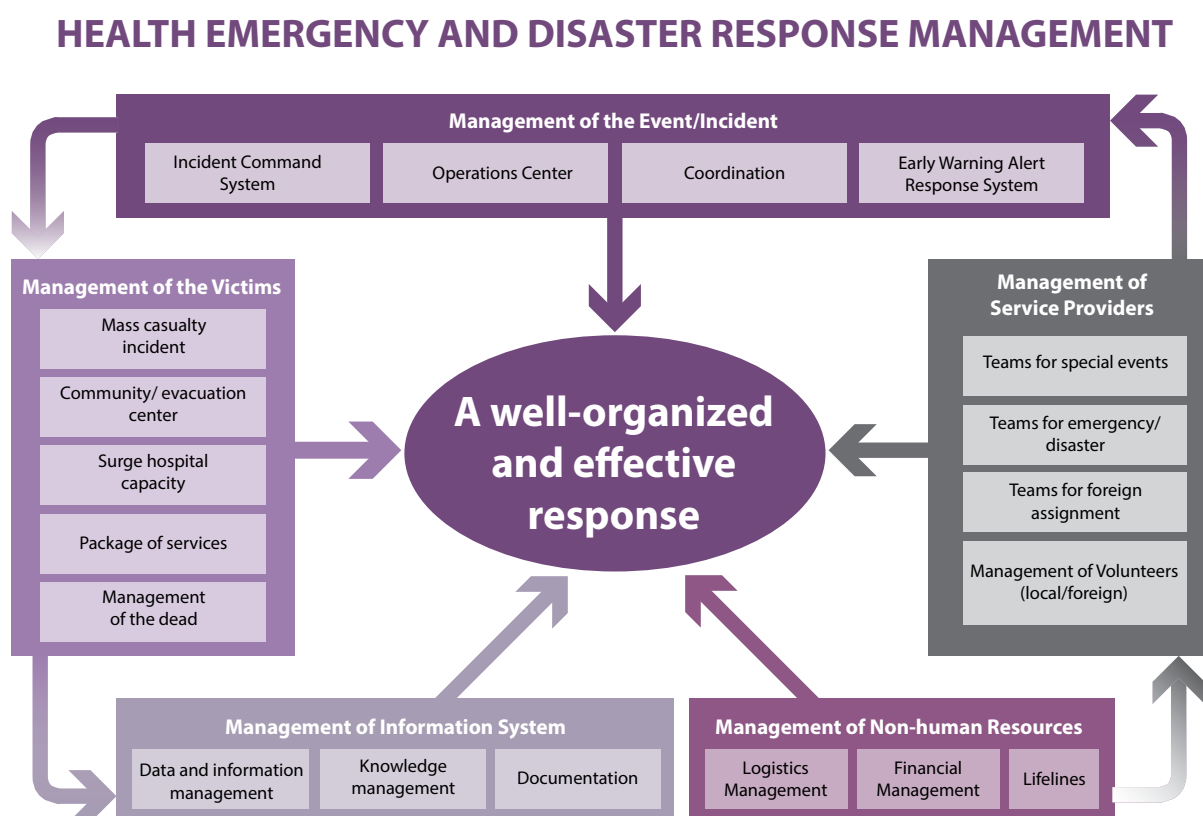 HEALTH EMERGENCY AND DISASTER RESPONSE MANAGEMENT
Management of the Event/Incident
Incident Command
System
Operations Center
Coordination
Early Warning Alert
Response System
Management of the Victims
Mass casualty
incident
Community/ evacuation
center
Surge hospital
capacity
Package of services
Management
of the dead
A well-organized
and effective
response
Management of
Service Providers
Teams for special events
Teams for emergency/
disaster
Teams for foreign
assignment
Management of Volunteers
(local/foreign)
Management of Information System
Data and information
management
Knowledge
management
Documentation
Management of Non-human Resources
Logistics
Management
Financial
Management
Lifelines